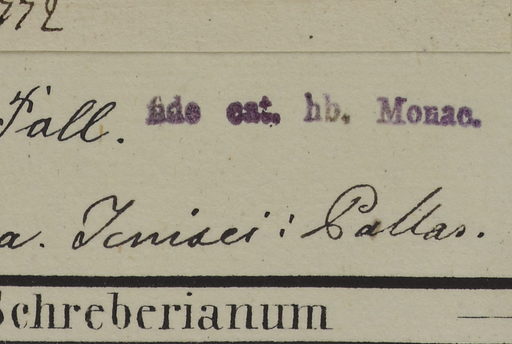 772
Pall. fide cat. hb. Monac.
a. Jenisei: Pallas.
Schreberianum